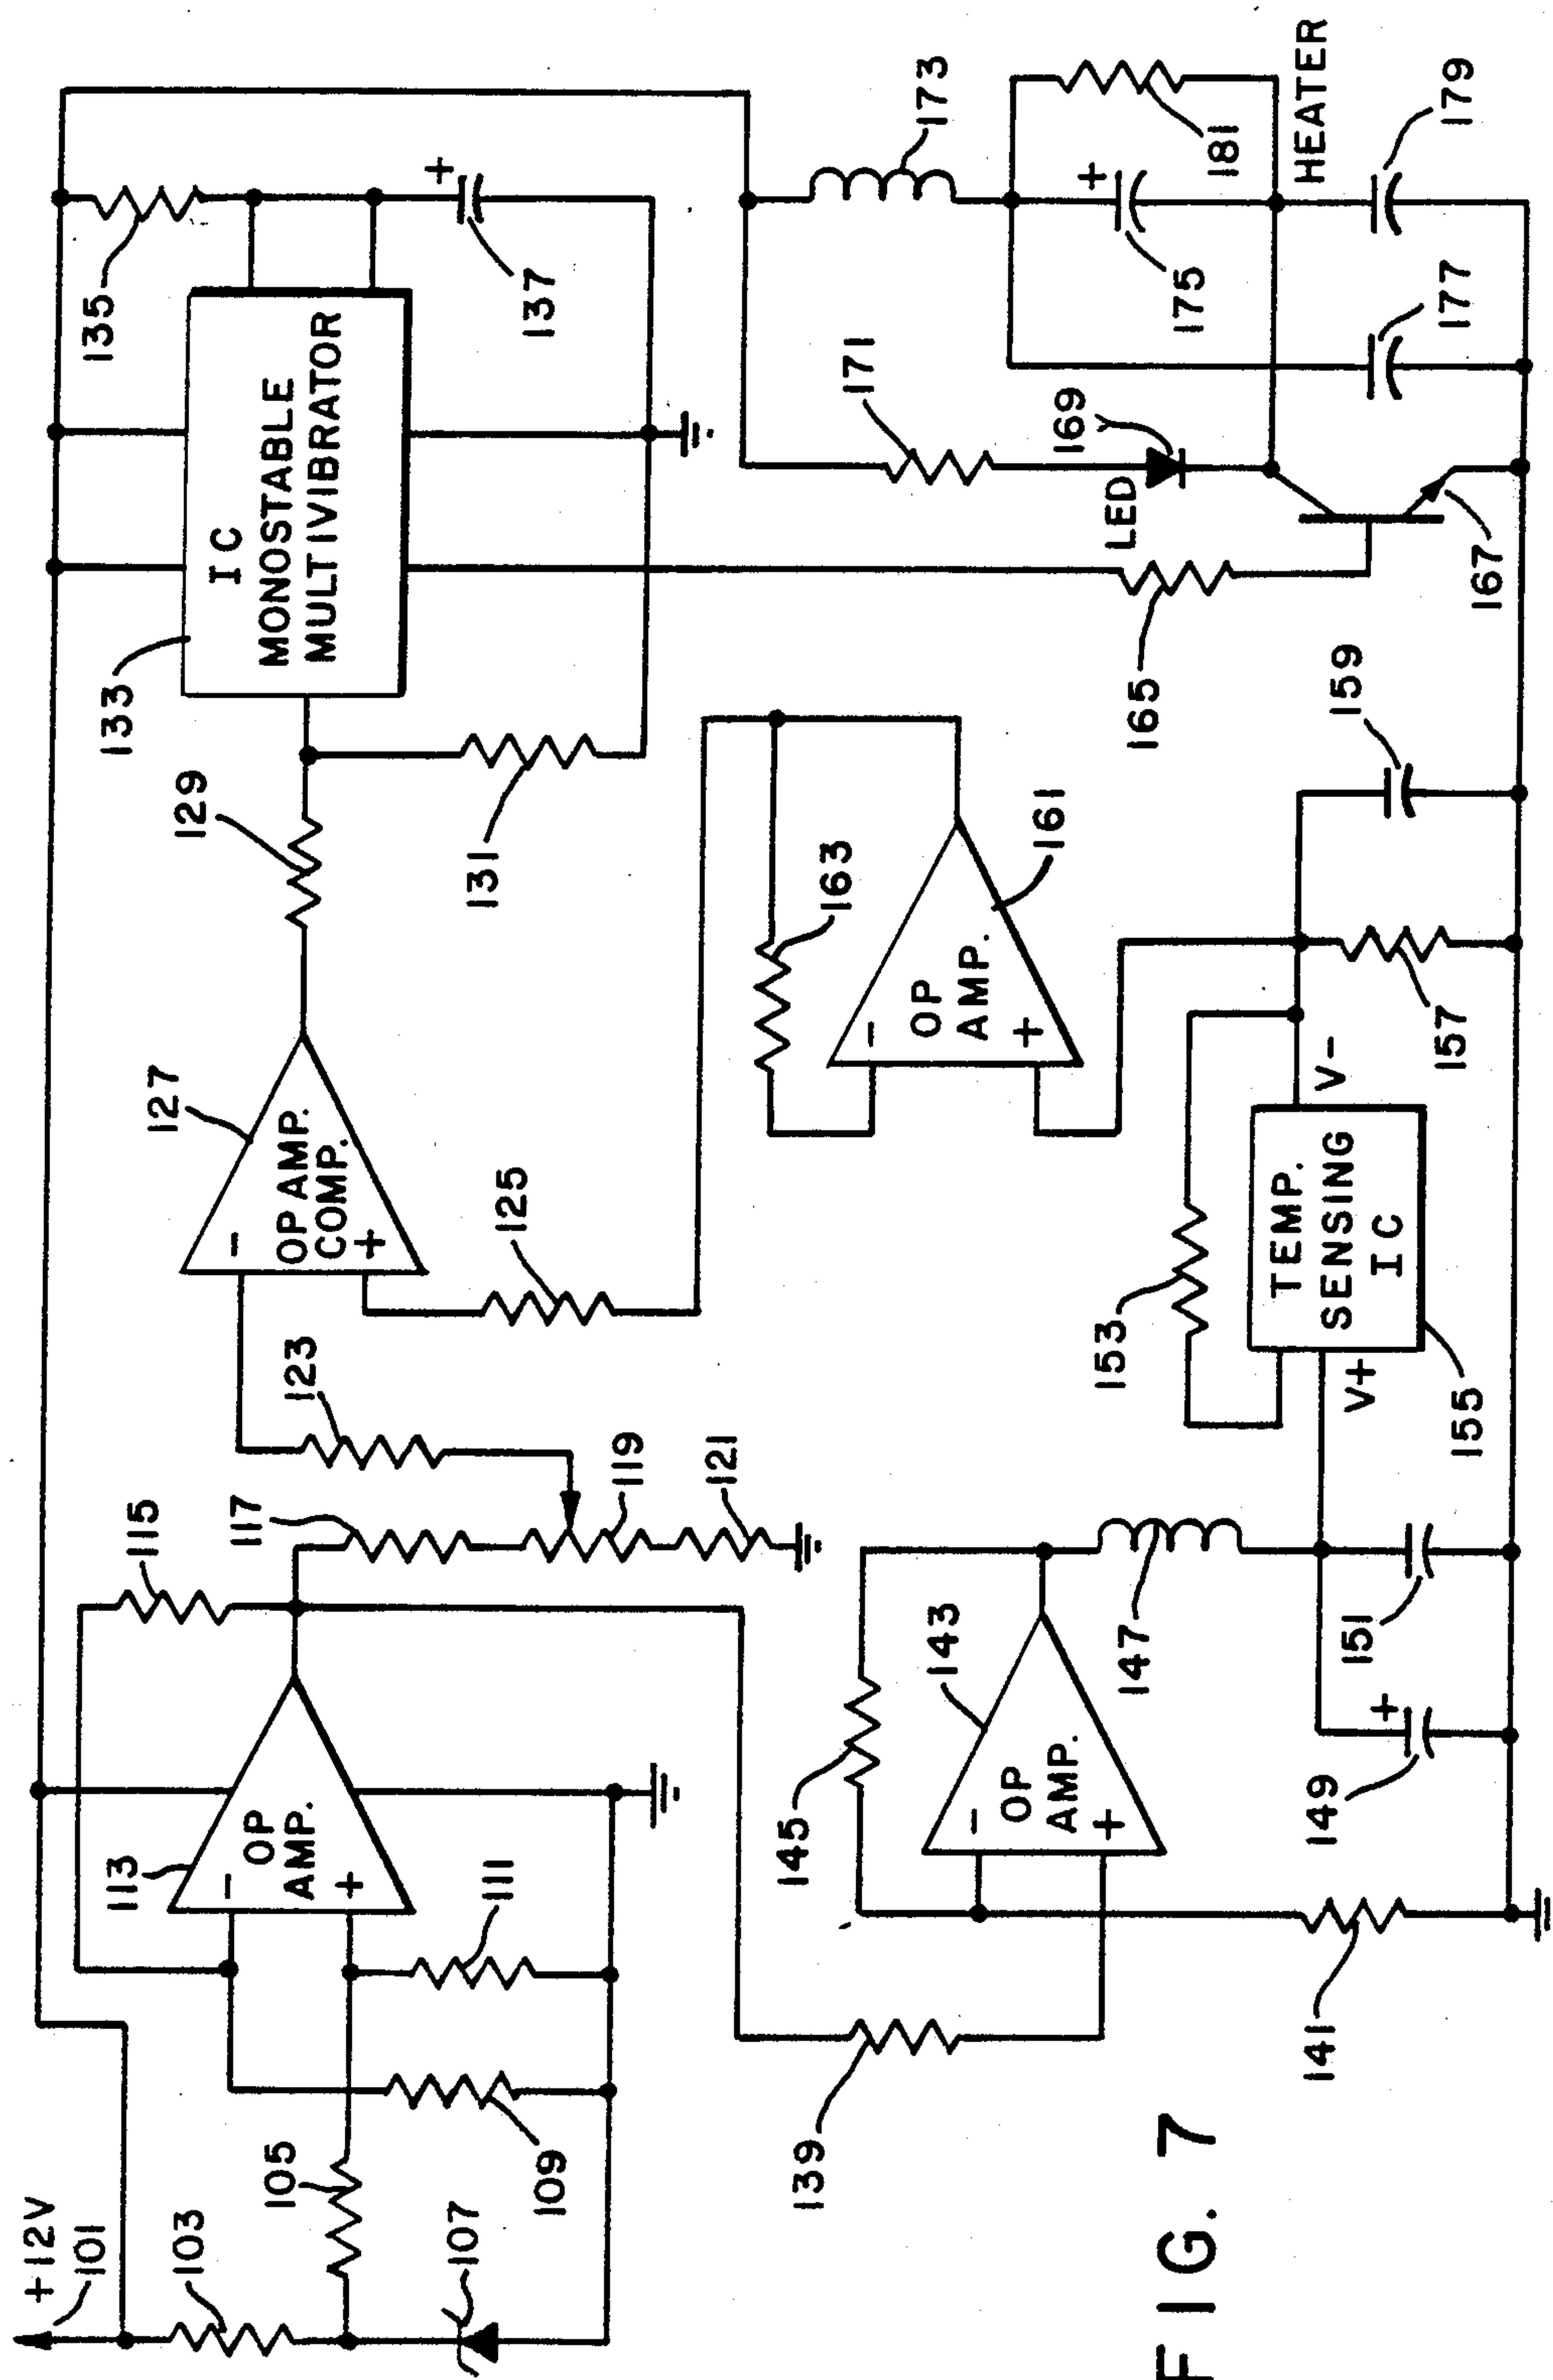 +12V
101
103
105
107
109
111
113
OP
AMP.
-
+
115
117
119
121
123
125
127
-
OP AMP.
COMP.
+
129
131
133
IC
MONOSTABLE
MULTIVIBRATOR
135
+
137
139
141
143
-
OP
AMP.
+
145
147
149
+
151
153
155
V+
TEMP.
SENSING
IC
V-
157
159
161
-
OP
AMP.
+
163
165
167
LED
169
171
173
175
+
177
179
181
HEATER
FIG. 7